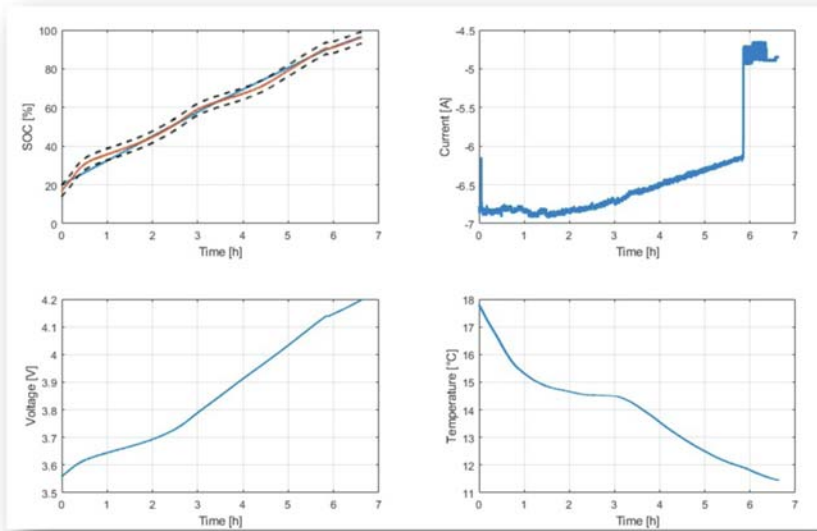 100
80
60
40
20
0
SOC [%]
0 1 2 3 4 5 6 7
Time [h]
-4.5
-5
-5.5
-6
-6.5
-7
Current [A]
0 1 2 3 4 5 6 7
Time [h]
4.2
4.1
4
3.9
3.8
3.7
3.6
3.5
Voltage [V]
0 1 2 3 4 5 6 7
Time [h]
18
17
16
15
14
13
12
11
Temperature [°C]
0 1 2 3 4 5 6 7
Time [h]